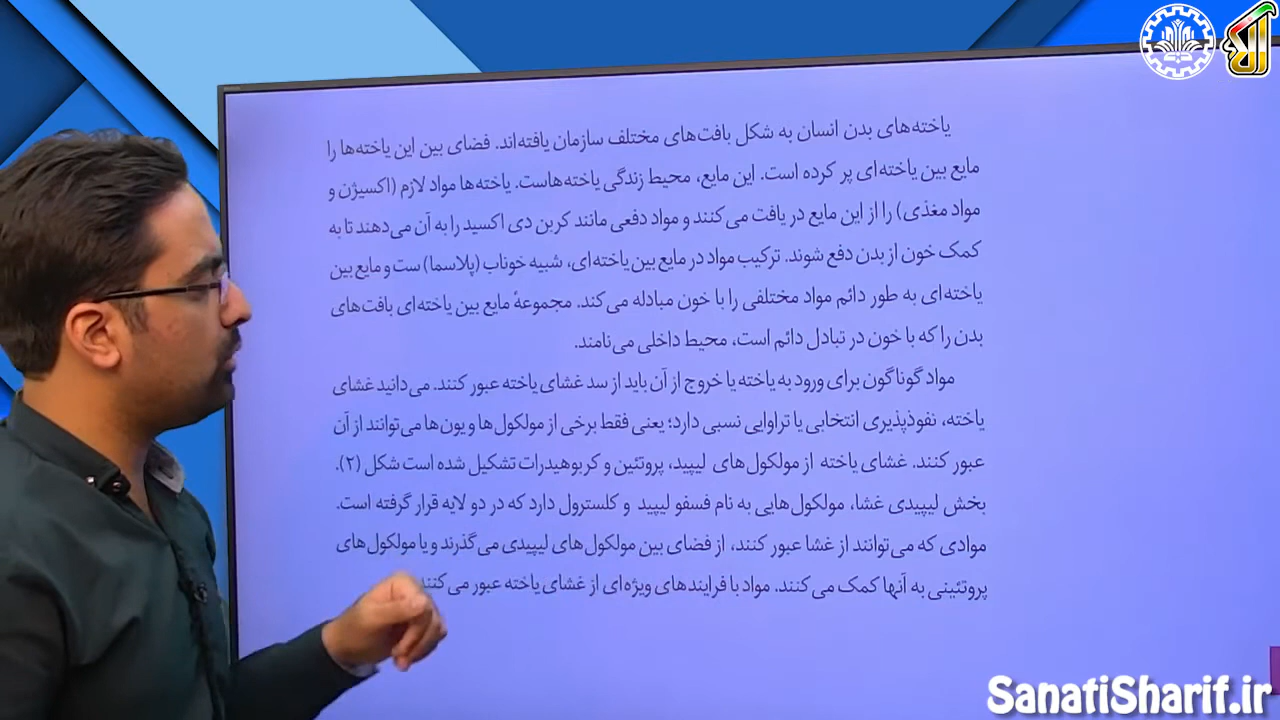 آلاء
یاخته‌های بدن انسان به شکل بافت‌های مختلف سازمان یافته‌اند. فضای بین این یاخته‌ها را
مایع بین یاخته‌ای پر کرده است. این مایع، محیط زندگی یاخته‌هاست. یاخته‌ها مواد لازم (اکسیژن و
مواد مغذی) را از این مایع در یافت می‌کنند و مواد دفعی مانند کربن دی اکسید را به آن می‌دهند تا به
کمک خون از بدن دفع شوند. ترکیب مواد در مایع بین یاخته‌ای، شبیه خوناب (پلاسما) ست و مایع بین
یاخته‌ای به طور دائم مواد مختلفی را با خون مبادله می‌کند. مجموعهٔ مایع بین یاخته‌ای بافت‌های
بدن را که با خون در تبادل دائم است، محیط داخلی می‌نامند.
مواد گوناگون برای ورود به یاخته یا خروج از آن باید از سد غشای یاخته عبور کنند. می‌دانید غشای
یاخته، نفوذپذیری انتخابی یا تراوایی نسبی دارد؛ یعنی فقط برخی از مولکول‌ها و یون‌ها می‌توانند از آن
عبور کنند. غشای یاخته از مولکول‌های لیپید، پروتئین و کربوهیدرات تشکیل شده است شکل (۲).
بخش لیپیدی غشا، مولکول‌هایی به نام فسفو لیپید و کلسترول دارد که در دو لایه قرار گرفته است.
موادی که می‌توانند از غشا عبور کنند، از فضای بین مولکول‌های لیپیدی می‌گذرند و یا مولکول‌های
پروتئینی به آنها کمک می‌کنند. مواد با فرایندهای ویژه‌ای از غشای یاخته عبور می‌کنند
SanatiSharif.ir